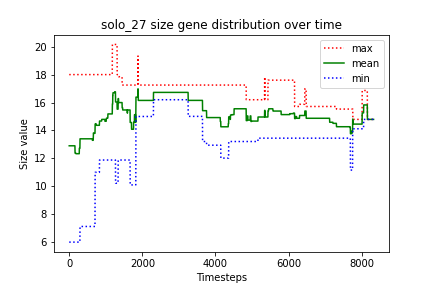 solo_27 size gene distribution over time
max
mean
min
Size value
20
18
16
14
12
10
8
6
0
2000
4000
6000
8000
Timesteps